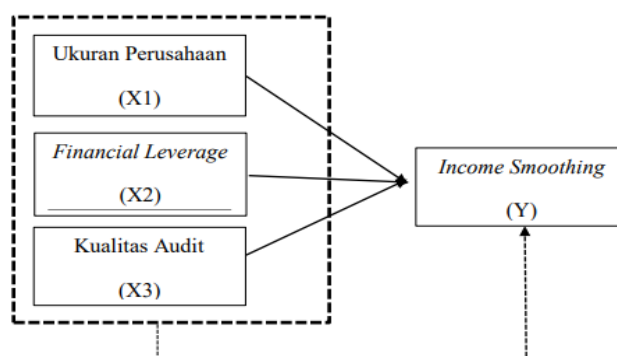 Ukuran Perusahaan
(X1)
Financial Leverage
(X2)
Kualitas Audit
(X3)
Income Smoothing
(Y)